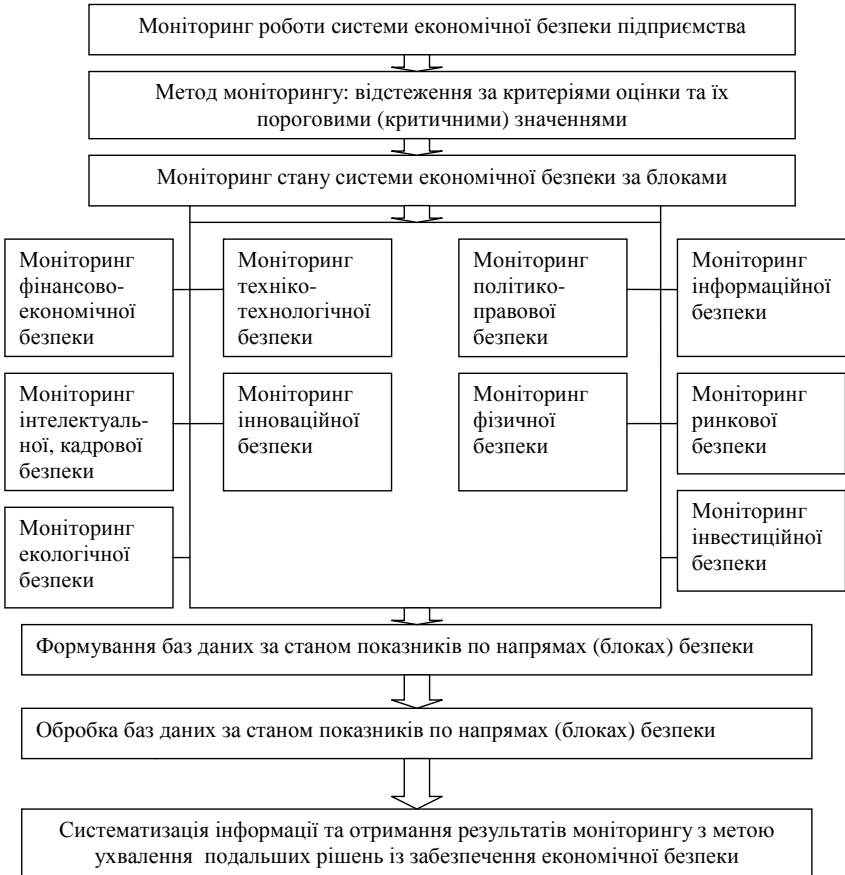 Моніторинг роботи системи економічної безпеки підприємства
Метод моніторингу: відстеження за критеріями оцінки та їх
пороговими (критичними) значеннями
Моніторинг стану системи економічної безпеки за блоками
Моніторинг
фінансово-
економічної
безпеки
Моніторинг
техніко-
технологічної
безпеки
Моніторинг
політико-
правової
безпеки
Моніторинг
інформаційної
безпеки
Моніторинг
інтелектуаль-
ної, кадрової
безпеки
Моніторинг
інноваційної
безпеки
Моніторинг
фізичної
безпеки
Моніторинг
ринкової
безпеки
Моніторинг
екологічної
безпеки
Моніторинг
інвестиційної
безпеки
Формування баз даних за станом показників по напрямах (блоках) безпеки
Обробка баз даних за станом показників по напрямах (блоках) безпеки
Систематизація інформації та отримання результатів моніторингу з метою
ухвалення подальших рішень із забезпечення економічної безпеки